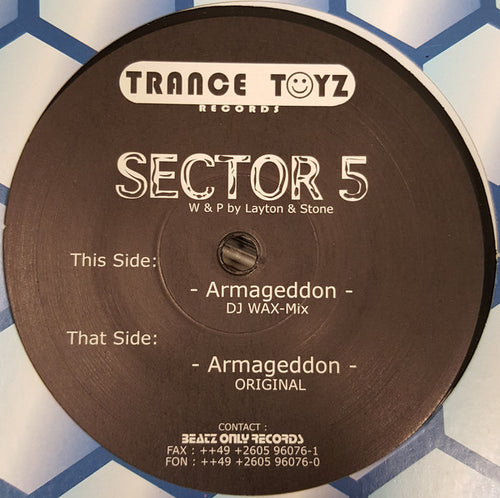 TRANCE TOYZ
RECORDS
SECTOR 5
W & P by Layton & Stone
This Side:
- Armageddon -
DJ WAX-Mix
That Side:
- Armageddon -
ORIGINAL
CONTACT :
BEATZ ONLY RECORDS
FAX : ++49 +2605 96076-1
FON : ++49 +2605 96076-0